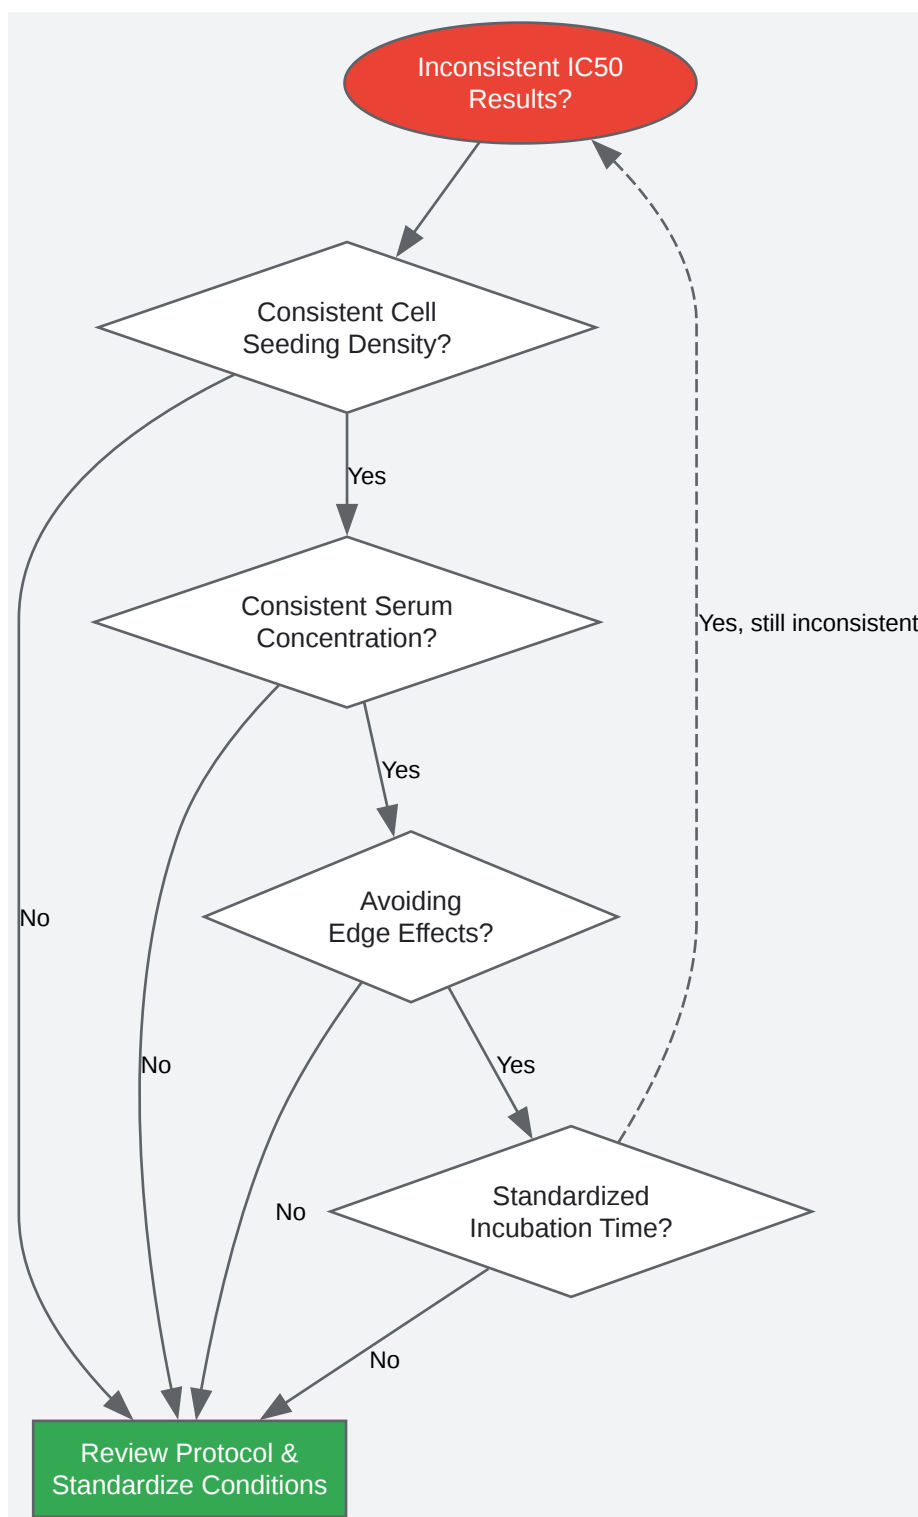 Inconsistent IC50
Results?
Consistent Cell
Seeding Density?
Yes
Consistent Serum
Concentration?
Yes, still inconsistent
Yes
Avoiding
Edge Effects?
No
No
Yes
Standardized
Incubation Time?
No
No
Review Protocol &
Standardize Conditions